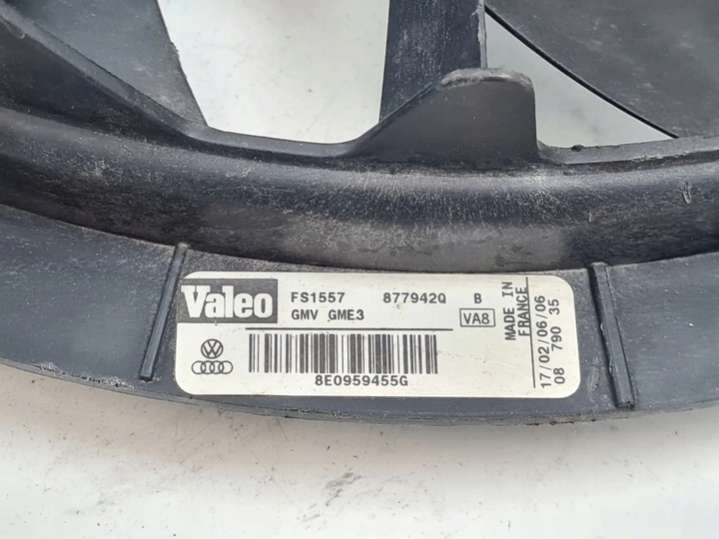 Valeo
FS1557 877942Q B
GMV GME3 VA8
8E0959455G
MADE IN
FRANCE
17/02/06/06
08 790 35